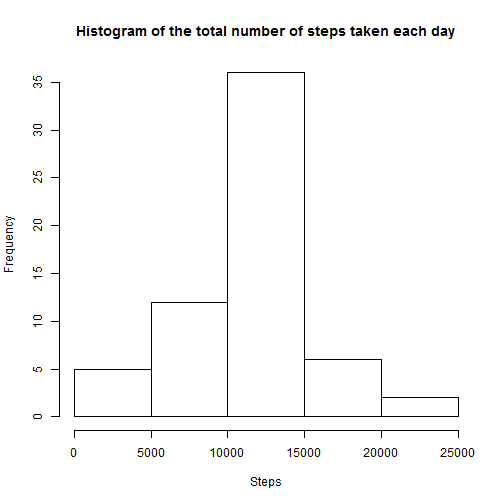 Histogram of the total number of steps taken each day
Frequency
35
30
25
20
15
10
5
0
0 5000 10000 15000 20000 25000
Steps